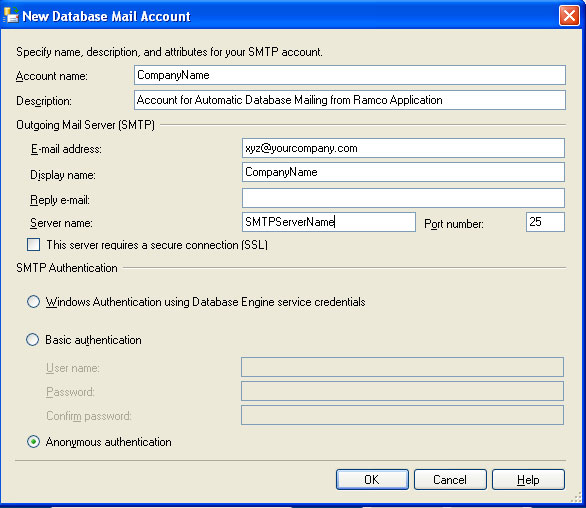 New Database Mail Account
Specify name, description, and attributes for your SMTP account.
Account name: CompanyName
Description: Account for Automatic Database Mailing from Ramco Application
Outgoing Mail Server (SMTP)
E-mail address: xyz@yourcompany.com
Display name: CompanyName
Reply e-mail:
Server name: SMTPServerName Port number: 25
This server requires a secure connection (SSL)
SMTP Authentication
Windows Authentication using Database Engine service credentials
Basic authentication
User name:
Password:
Confirm password:
Anonymous authentication
OK Cancel Help